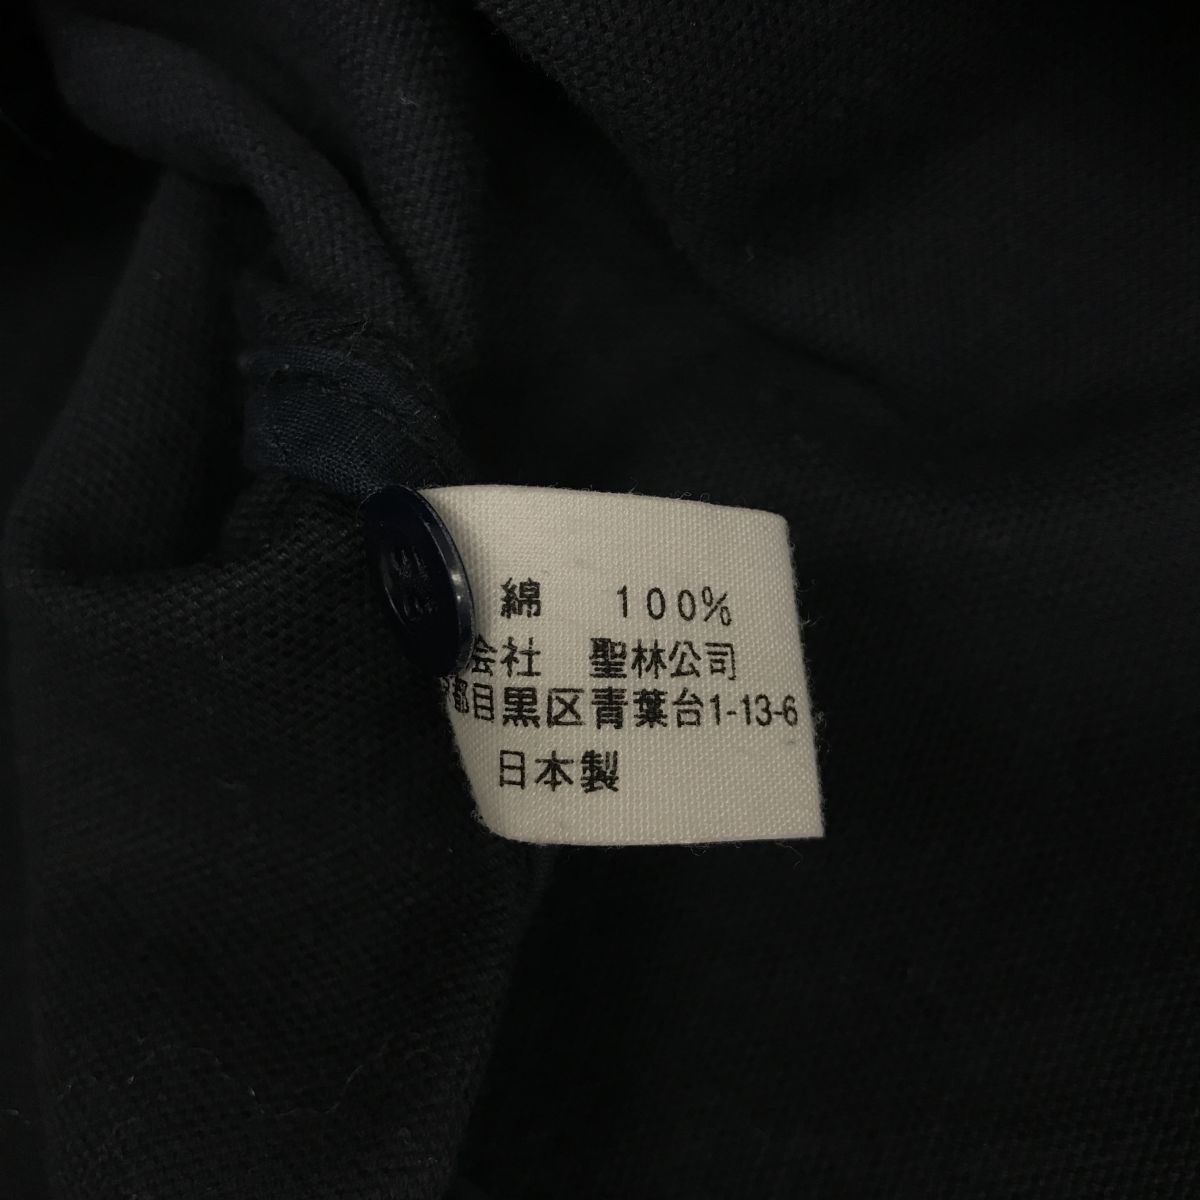 綿 100%
会社 聖林公司
都目黒区青葉台1-13-6
日本製